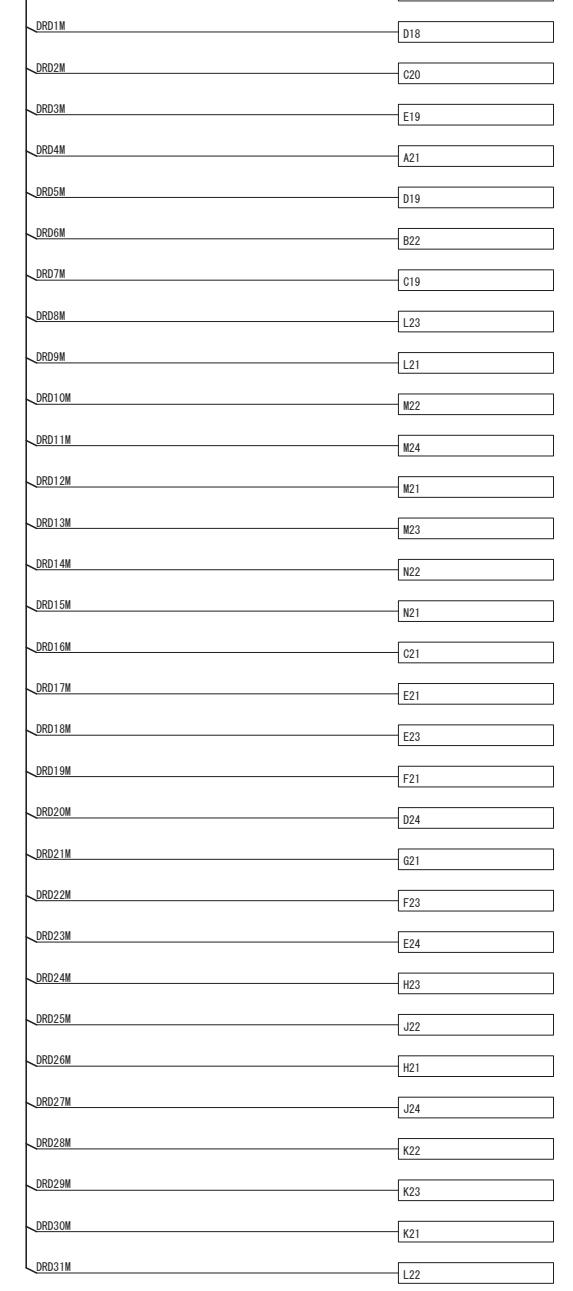 DRD1M D18
DRD2M C20
DRD3M E19
DRD4M A21
DRD5M D19
DRD6M B22
DRD7M C19
DRD8M L23
DRD9M L21
DRD10M M22
DRD11M M24
DRD12M M21
DRD13M M23
DRD14M N22
DRD15M N21
DRD16M C21
DRD17M E21
DRD18M E23
DRD19M F21
DRD20M D24
DRD21M G21
DRD22M F23
DRD23M E24
DRD24M H23
DRD25M J22
DRD26M H21
DRD27M J24
DRD28M K22
DRD29M K23
DRD30M K21
DRD31M L22